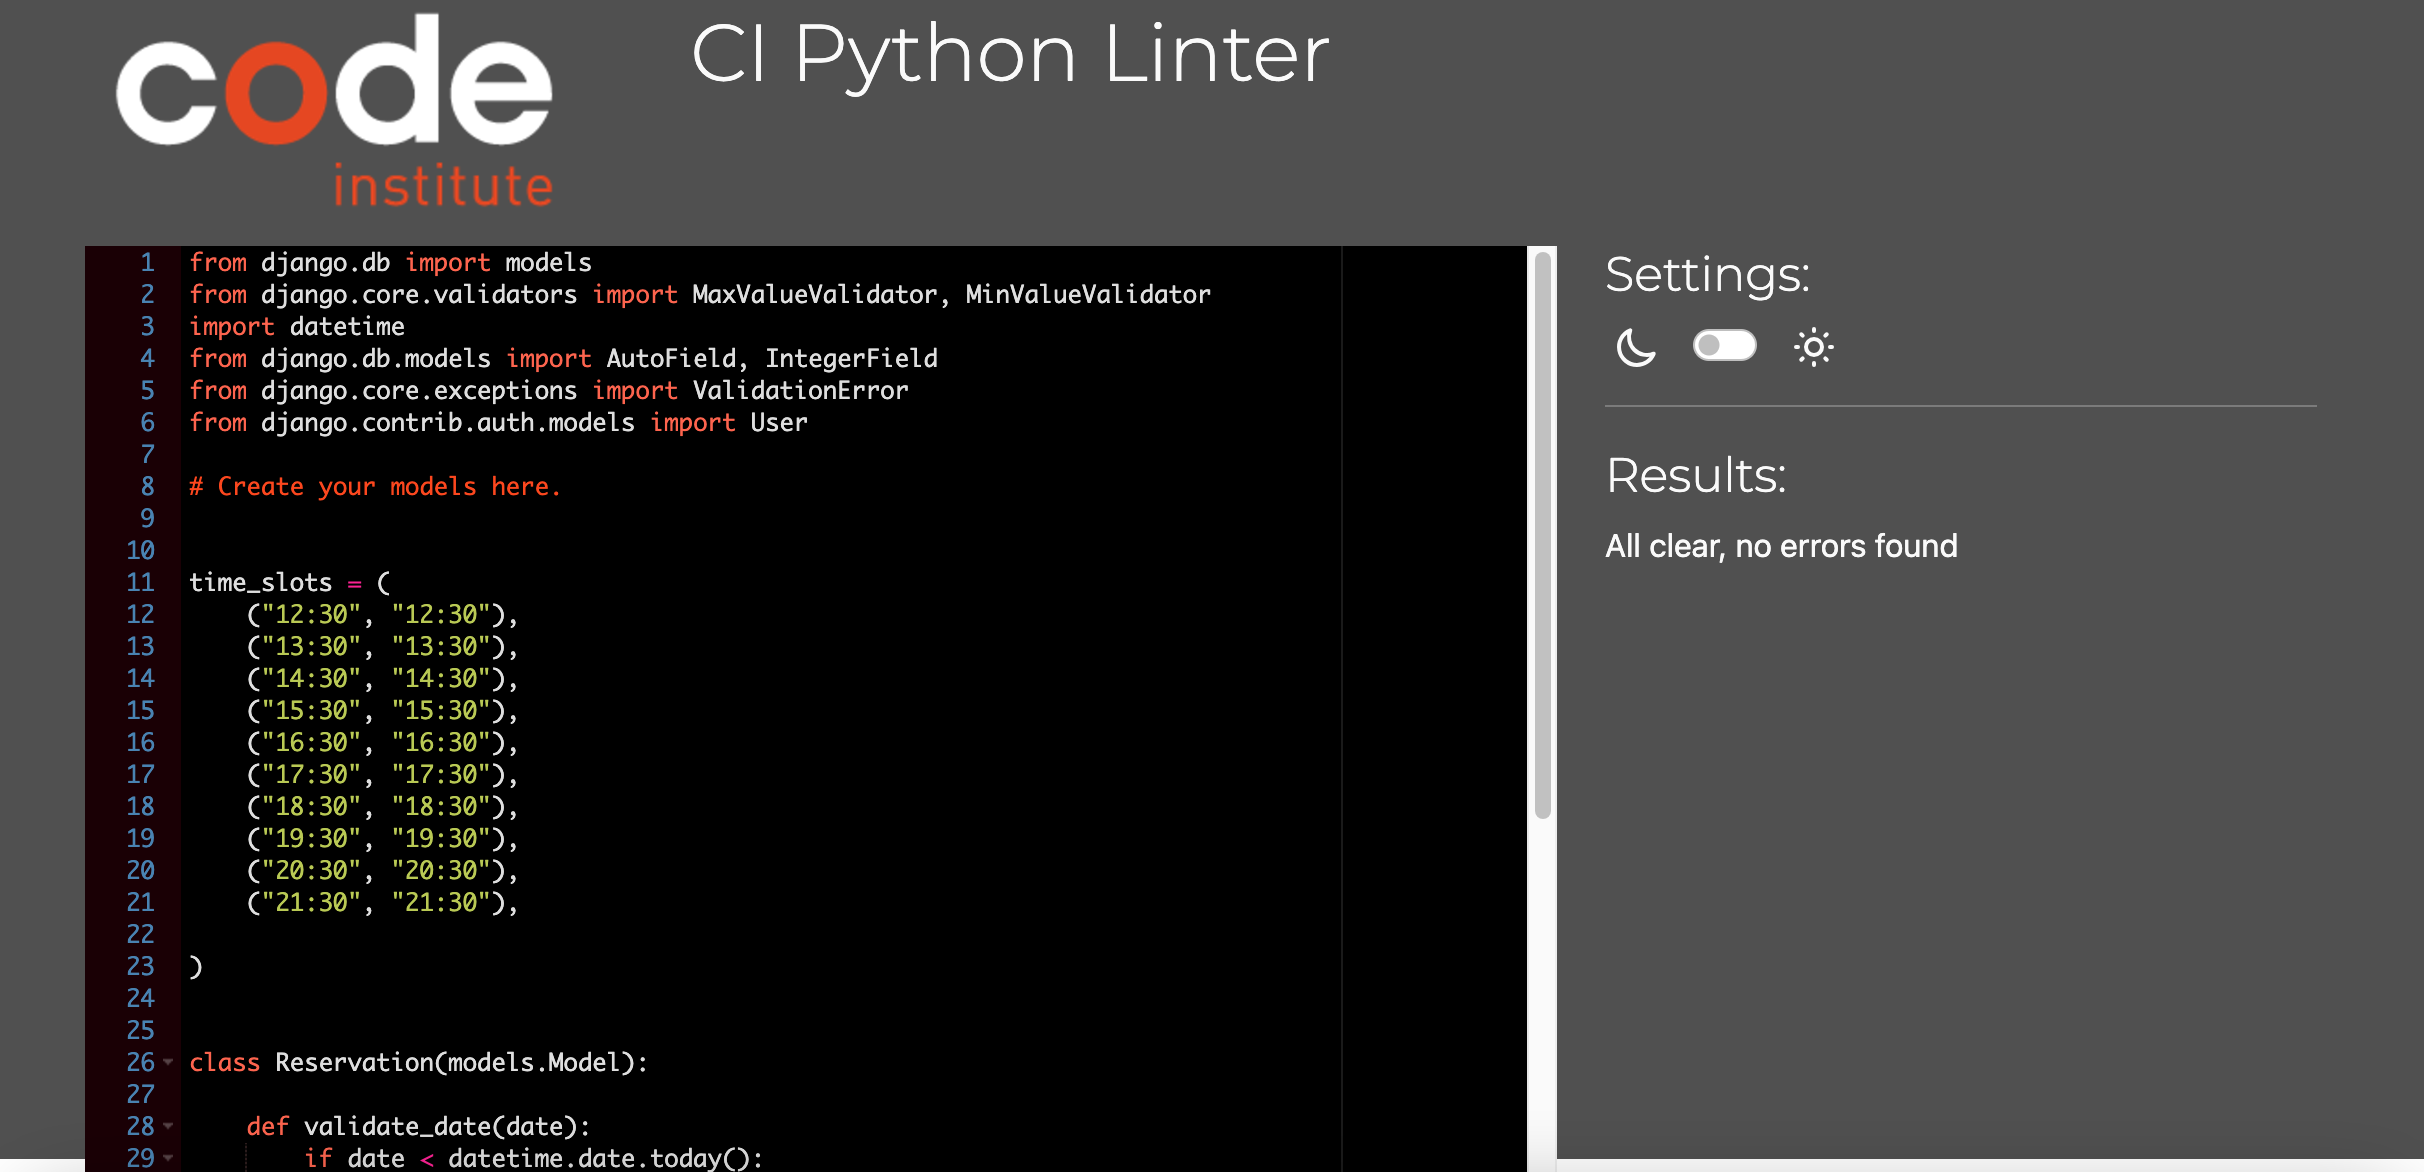 code
institute
CI Python Linter
1 from django.db import models
2 from django.core.validators import MaxValueValidator, MinValueValidator
3 import datetime
4 from django.db.models import AutoField, IntegerField
5 from django.core.exceptions import ValidationError
6 from django.contrib.auth.models import User
7
8 # Create your models here.
9
10
11 time_slots = (
12     ("12:30", "12:30"),
13     ("13:30", "13:30"),
14     ("14:30", "14:30"),
15     ("15:30", "15:30"),
16     ("16:30", "16:30"),
17     ("17:30", "17:30"),
18     ("18:30", "18:30"),
19     ("19:30", "19:30"),
20     ("20:30", "20:30"),
21     ("21:30", "21:30"),
22
23 )
24
25
26 class Reservation(models.Model):
27
28     def validate_date(date):
29         if date < datetime.date.today():
Settings:
Results:
All clear, no errors found